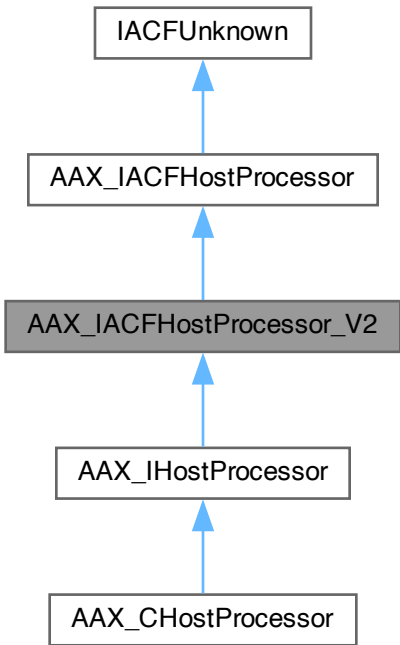 IACFUnknown
AAX_IACFHostProcessor
AAX_IACFHostProcessor_V2
AAX_IHostProcessor
AAX_CHostProcessor